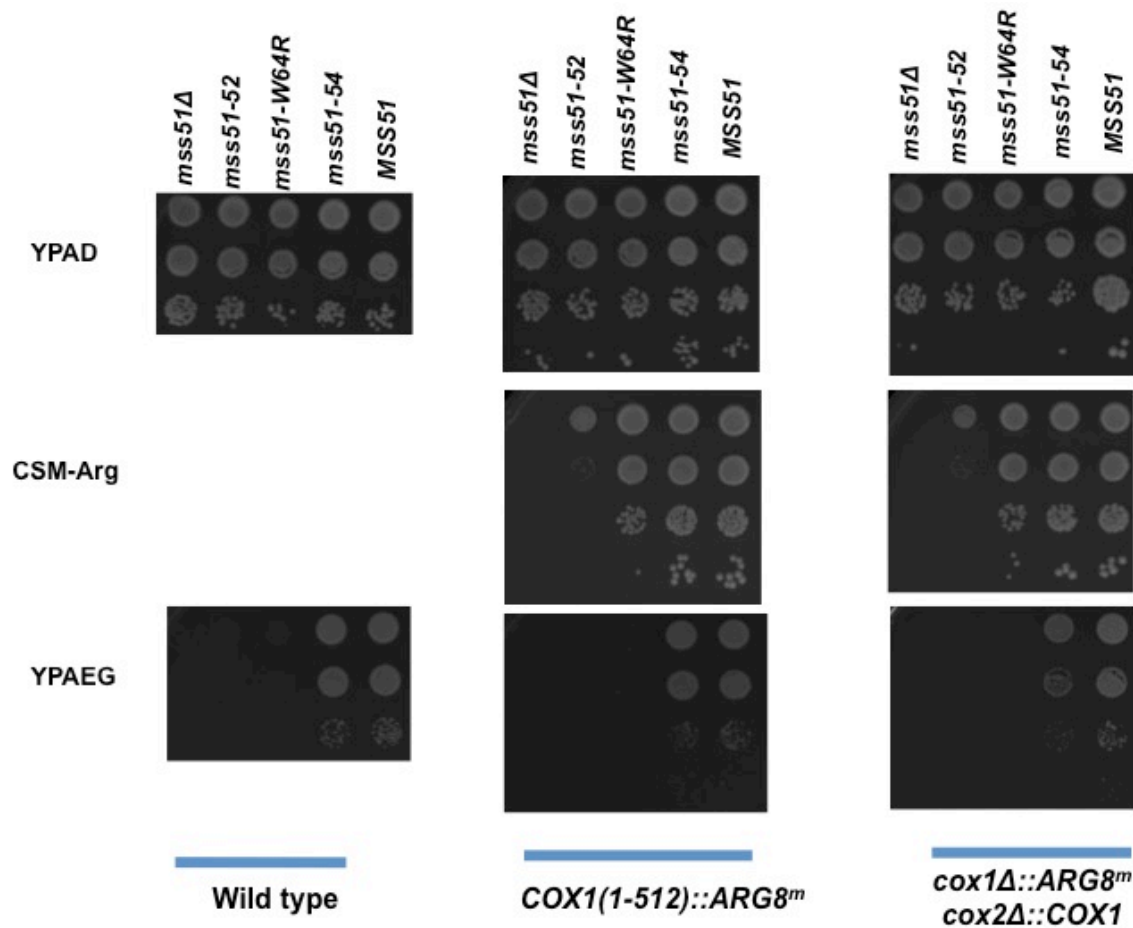 mss51Δ
mss51-52
mss51-W64R
mss51-54
MSS51
mss51Δ
mss51-52
mss51-W64R
mss51-54
MSS51
mss51Δ
mss51-52
mss51-W64R
mss51-54
MSS51
YPAD
CSM-Arg
YPAEG
Wild type
COX1(1-512)::ARG8ᵐ
cox1Δ::ARG8ᵐ
cox2Δ::COX1